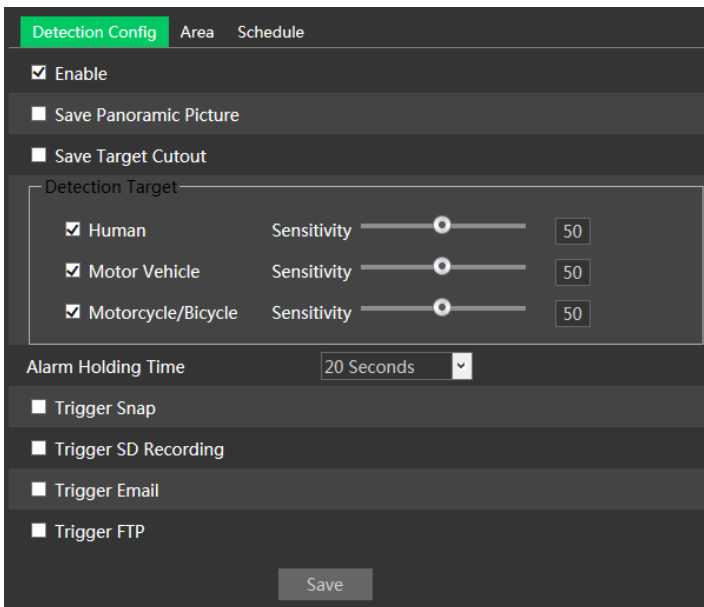 Detection Config Area Schedule
Enable
Save Panoramic Picture
Save Target Cutout
Detection Target
Human Sensitivity 50
Motor Vehicle Sensitivity 50
Motorcycle/Bicycle Sensitivity 50
Alarm Holding Time 20 Seconds
Trigger Snap
Trigger SD Recording
Trigger Email
Trigger FTP
Save